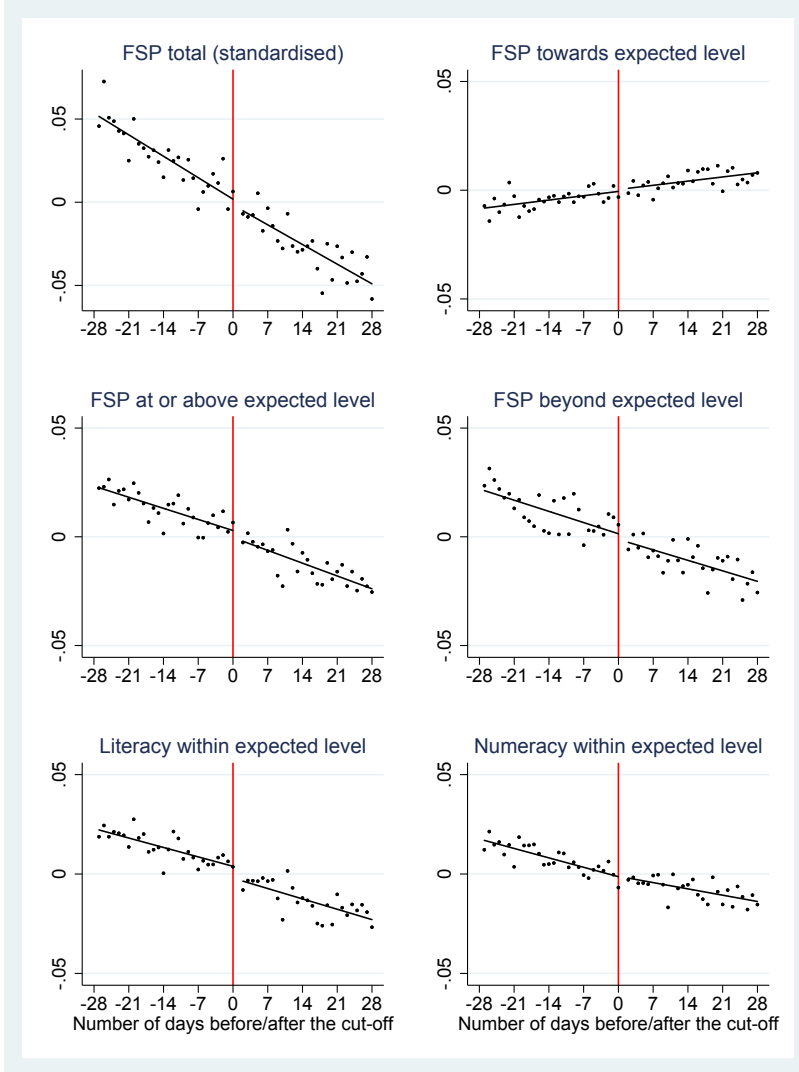 FSP total (standardised)
.05
0
-.05
-28 -21 -14 -7 0 7 14 21 28
FSP towards expected level
.05
0
-.05
-28 -21 -14 -7 0 7 14 21 28
FSP at or above expected level
.05
0
-.05
-28 -21 -14 -7 0 7 14 21 28
FSP beyond expected level
.05
0
-.05
-28 -21 -14 -7 0 7 14 21 28
Literacy within expected level
.05
0
-.05
-28 -21 -14 -7 0 7 14 21 28
Number of days before/after the cut-off
Numeracy within expected level
.05
0
-.05
-28 -21 -14 -7 0 7 14 21 28
Number of days before/after the cut-off